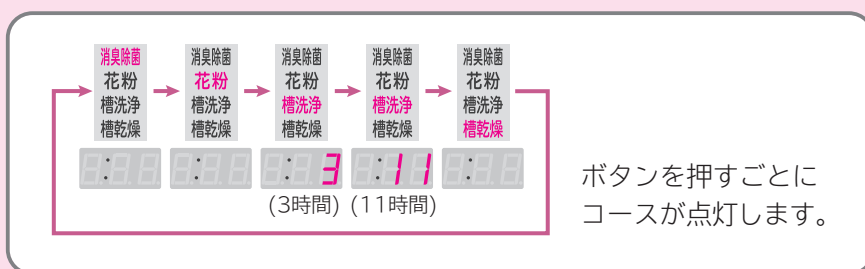 消臭除菌
花粉
槽洗浄
槽乾燥
消臭除菌
花粉
槽洗浄
槽乾燥
消臭除菌
花粉
槽洗浄
槽乾燥
消臭除菌
花粉
槽洗浄
槽乾燥
消臭除菌
花粉
槽洗浄
槽乾燥
:
:
: 3
: 11
:
(3時間) (11時間)
ボタンを押すごとに
コースが点灯します。